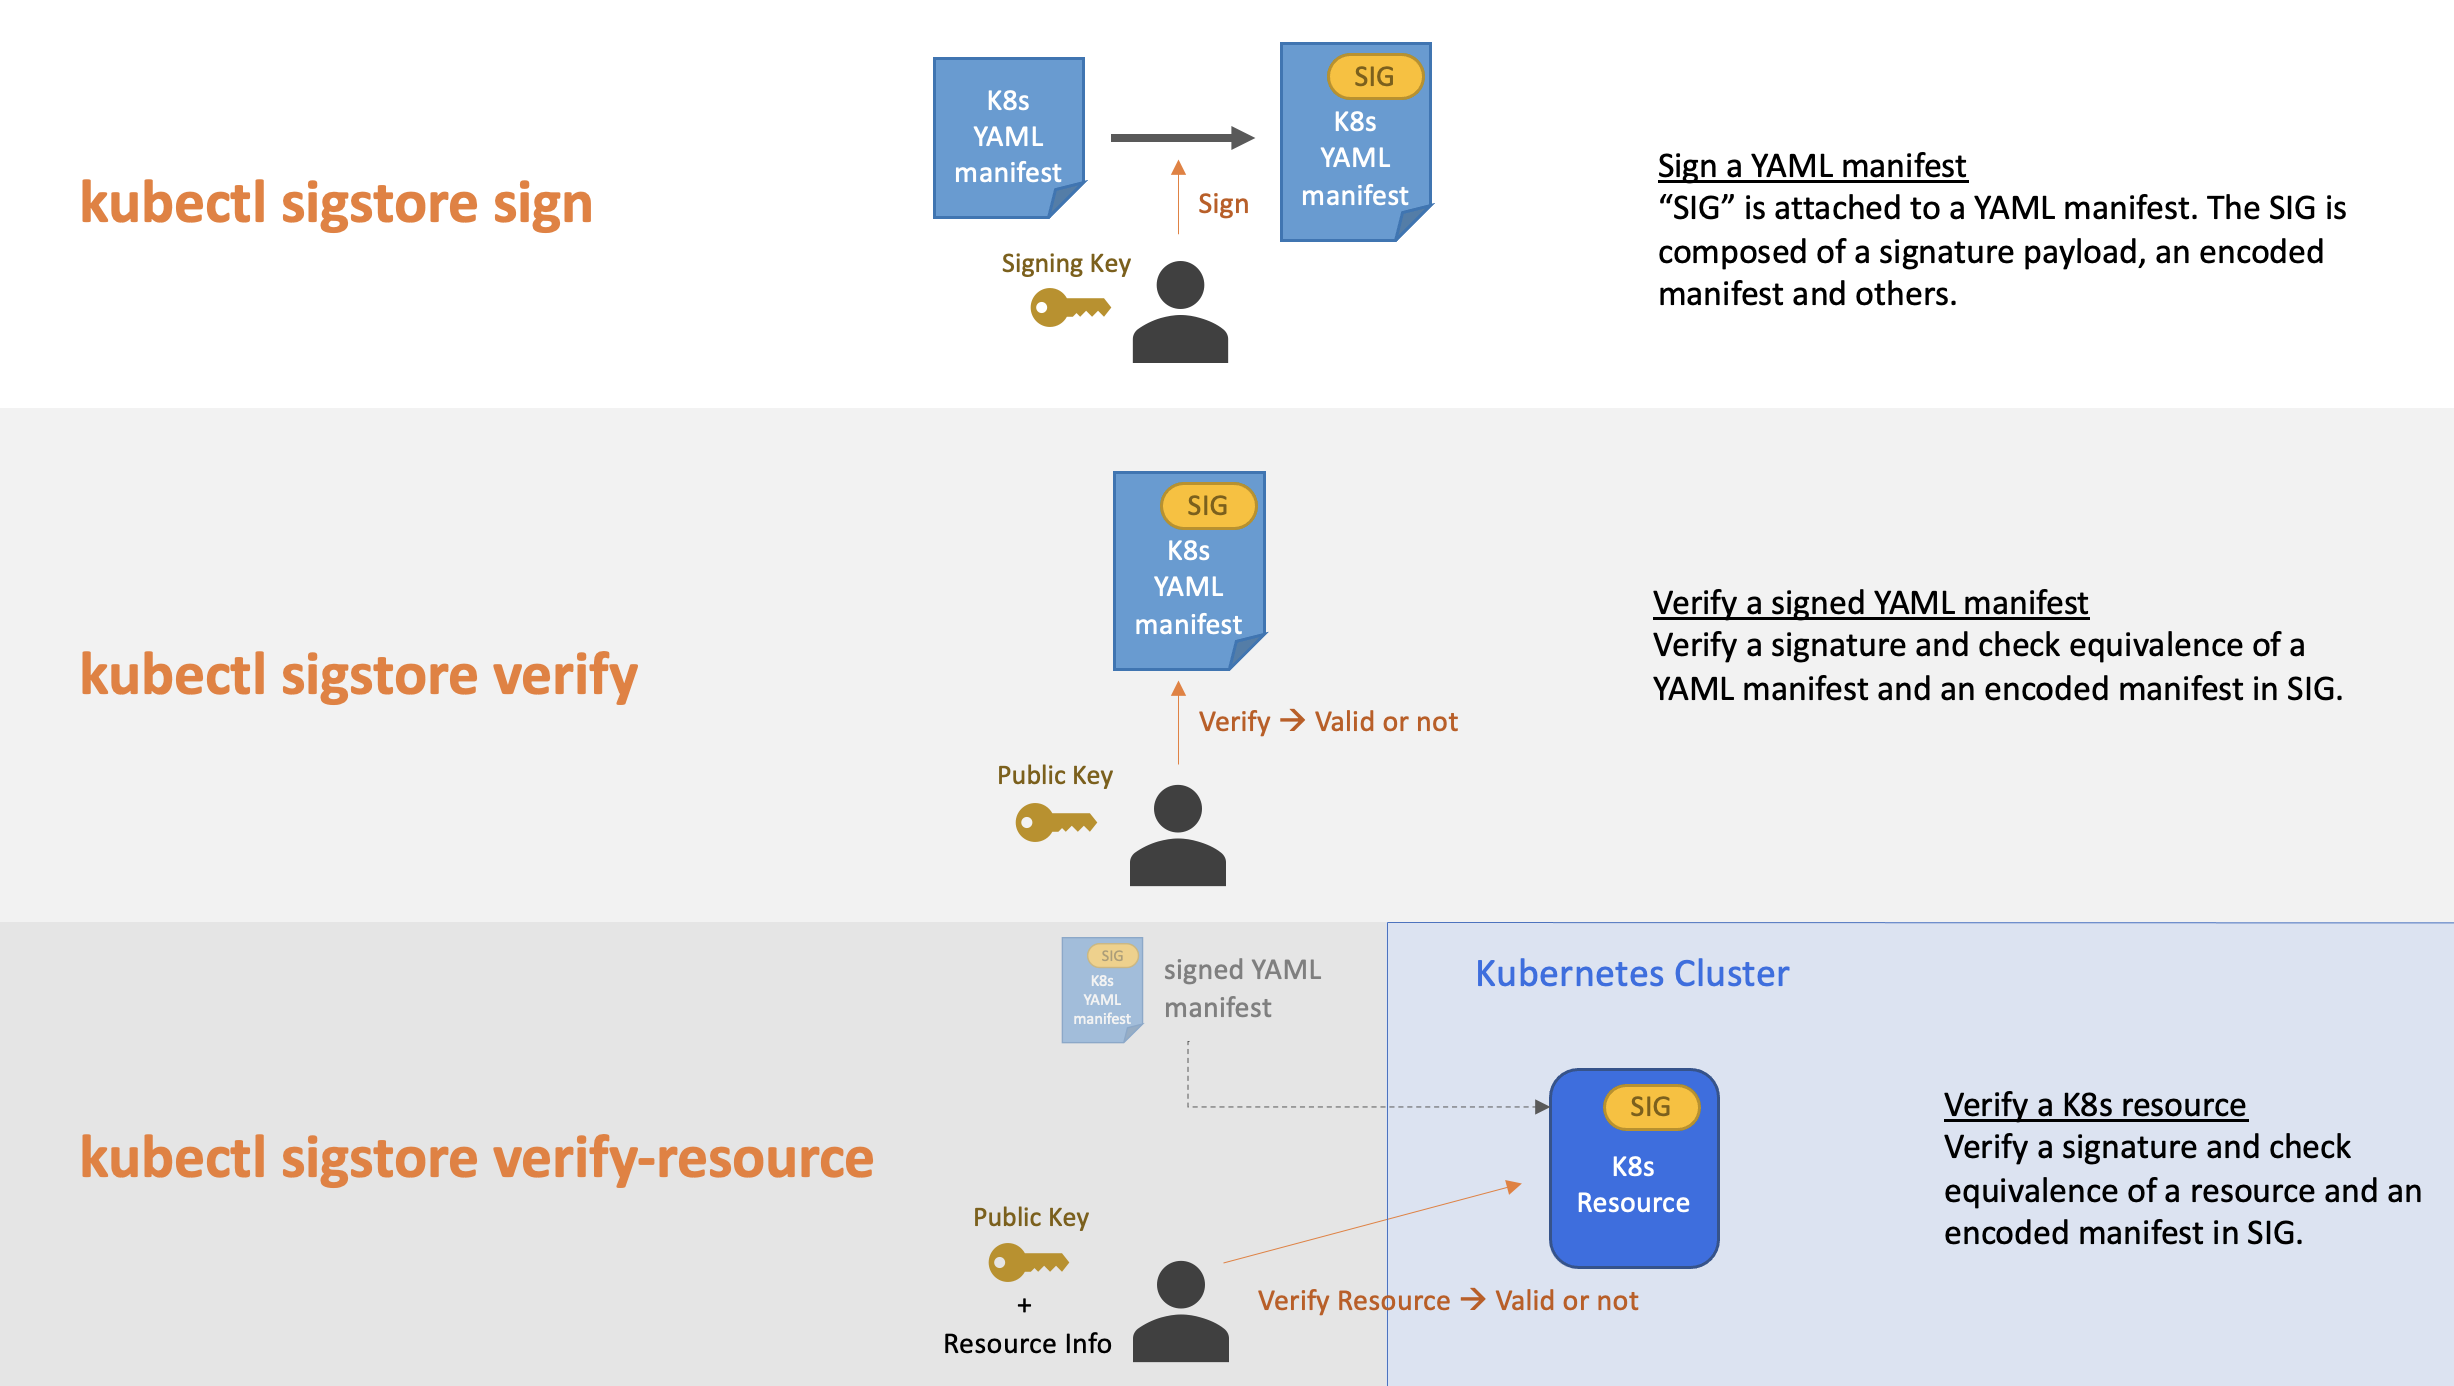 kubectl sigstore sign
K8s
YAML
manifest
SIG
K8s
YAML
manifest
Sign
Signing Key
Sign a YAML manifest
“SIG” is attached to a YAML manifest. The SIG is
composed of a signature payload, an encoded
manifest and others.
kubectl sigstore verify
SIG
K8s
YAML
manifest
Verify → Valid or not
Public Key
Verify a signed YAML manifest
Verify a signature and check equivalence of a
YAML manifest and an encoded manifest in SIG.
kubectl sigstore verify-resource
SIG
K8s
YAML
manifest
signed YAML
manifest
Kubernetes Cluster
SIG
K8s
Resource
Public Key
+
Resource Info
Verify Resource → Valid or not
Verify a K8s resource
Verify a signature and check
equivalence of a resource and an
encoded manifest in SIG.